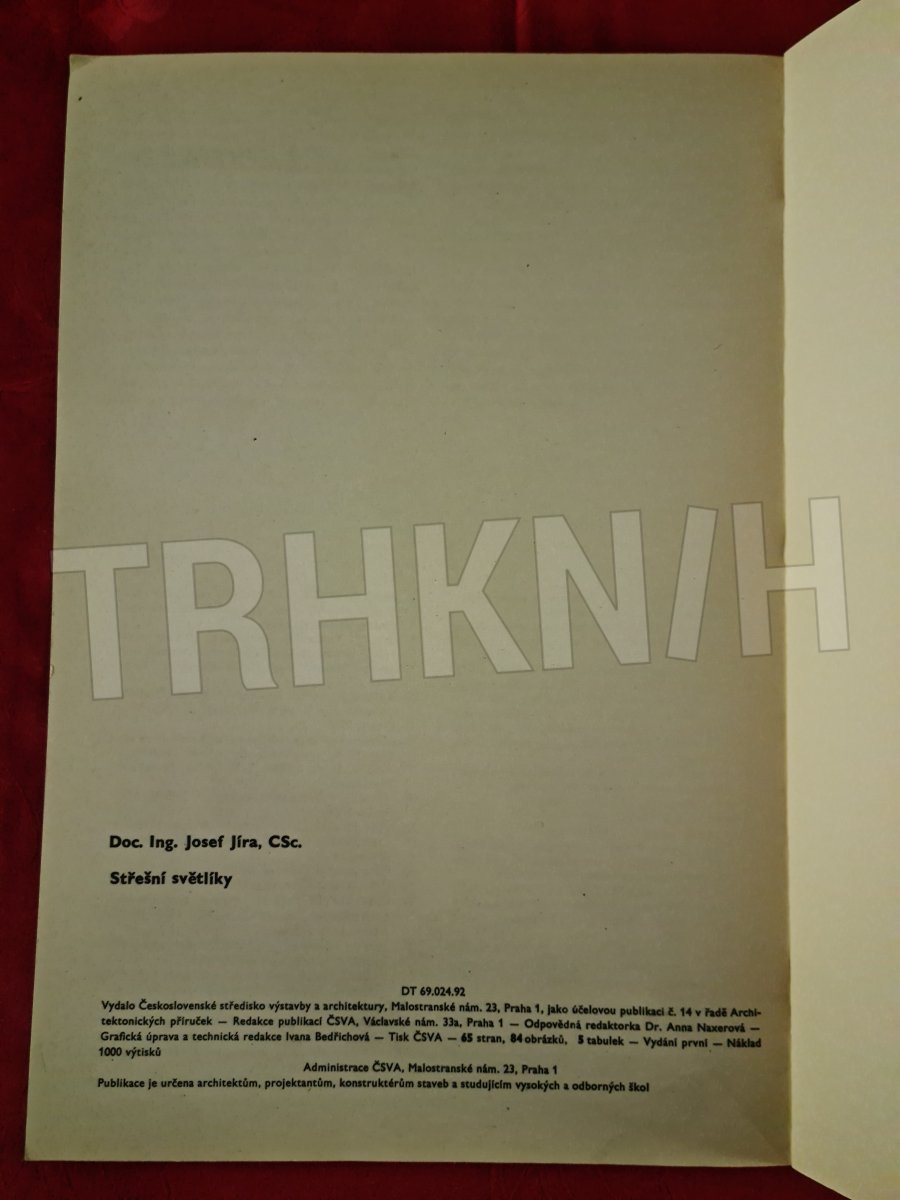 TRHKNIH
Doc. Ing. Josef Jíra, CSc.
Střešní světlíky
DT 69.024.92
Vydalo Československé středisko výstavby a architektury, Malostranské nám. 23, Praha 1, jako účelovou publikaci č. 14 v řadě Archi-
tektonických příruček — Redakce publikací ČSVA, Václavské nám. 33a, Praha 1 — Odpovědná redaktorka Dr. Anna Naxerová —
Grafická úprava a technická redakce Ivana Bedřichová — Tisk ČSVA — 65 stran, 84 obrázků, 5 tabulek — Vydání první — Náklad
1000 výtisků
Administrace ČSVA, Malostranské nám. 23, Praha 1
Publikace je určena architektům, projektantům, konstruktérům staveb a studujícím vysokých a odborných škol